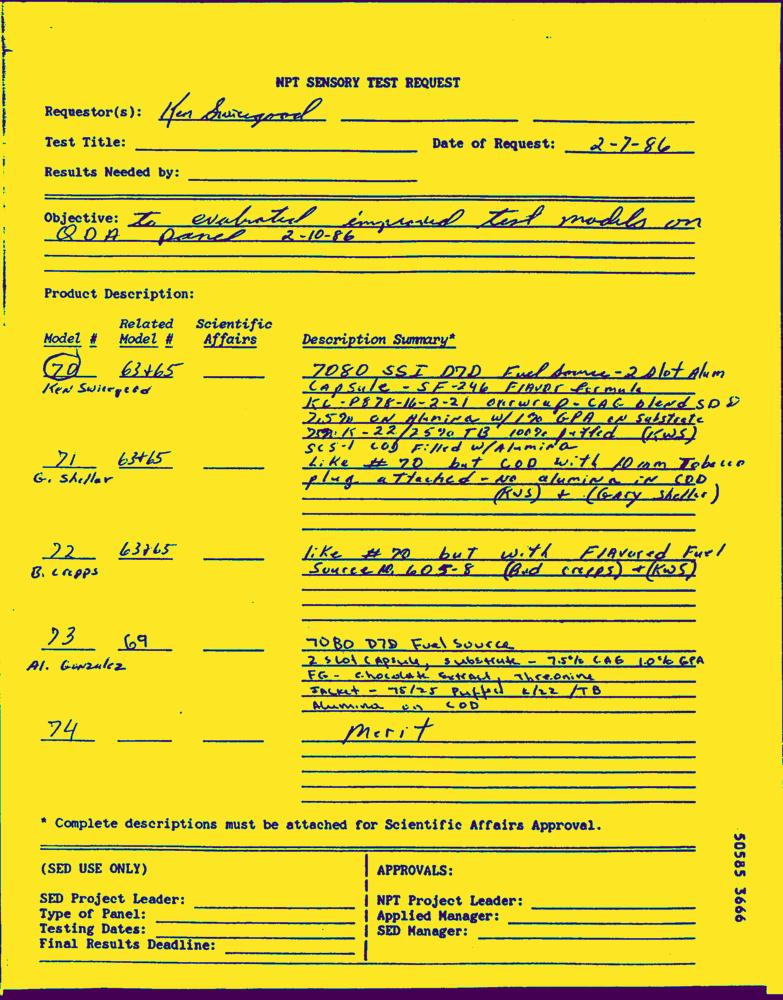 NPT SENSORY TEST REQUEST
Requestor(s): Ken Swicegood
Test Title:
Date of Request: 2-7-86
Results Needed by:
Objective: To evaluated improved test models on
QDA panel 2-10-86
Product Description:
Model # Related Model # Scientific Affairs Description Summary*
70 63+65 7080 SSI D7D Fuel Source - 2 Slot Alum
Ken Swicegood Capsule - SF-246 Flavor formula
KC-P878-16-2-21 overwrap - CAG blend SD
7.5% on Alumina w/1% GPA on Substrate
K-22/25% TB 100% puffed (KWS)
SCS-1 COD Filled w/Alumina
71 63+65 Like # 70 but COD with 10 mm Tobacco
G. Shellar plug attached - No alumina in COD
(KWS) + (Gary Shellar)
72 63+65 like # 70 but with Flavored Fuel
B. Crepps Source 605-8 (Bud crepps) + (KWS)
73 69 7080 D7D Fuel Source
Al. Gonzalez 2 slot Capsule, substrate - 7.5% CAG 1.0% GPA
FG - Chocolate Extract, Threonine
Jacket - 75/25 Puffed K/22 /TB
Alumina in COD
74 Merit
* Complete descriptions must be attached for Scientific Affairs Approval.
(SED USE ONLY)
SED Project Leader:
Type of Panel:
Testing Dates:
Final Results Deadline:
APPROVALS:
NPT Project Leader:
Applied Manager:
SED Manager:
50585 3666